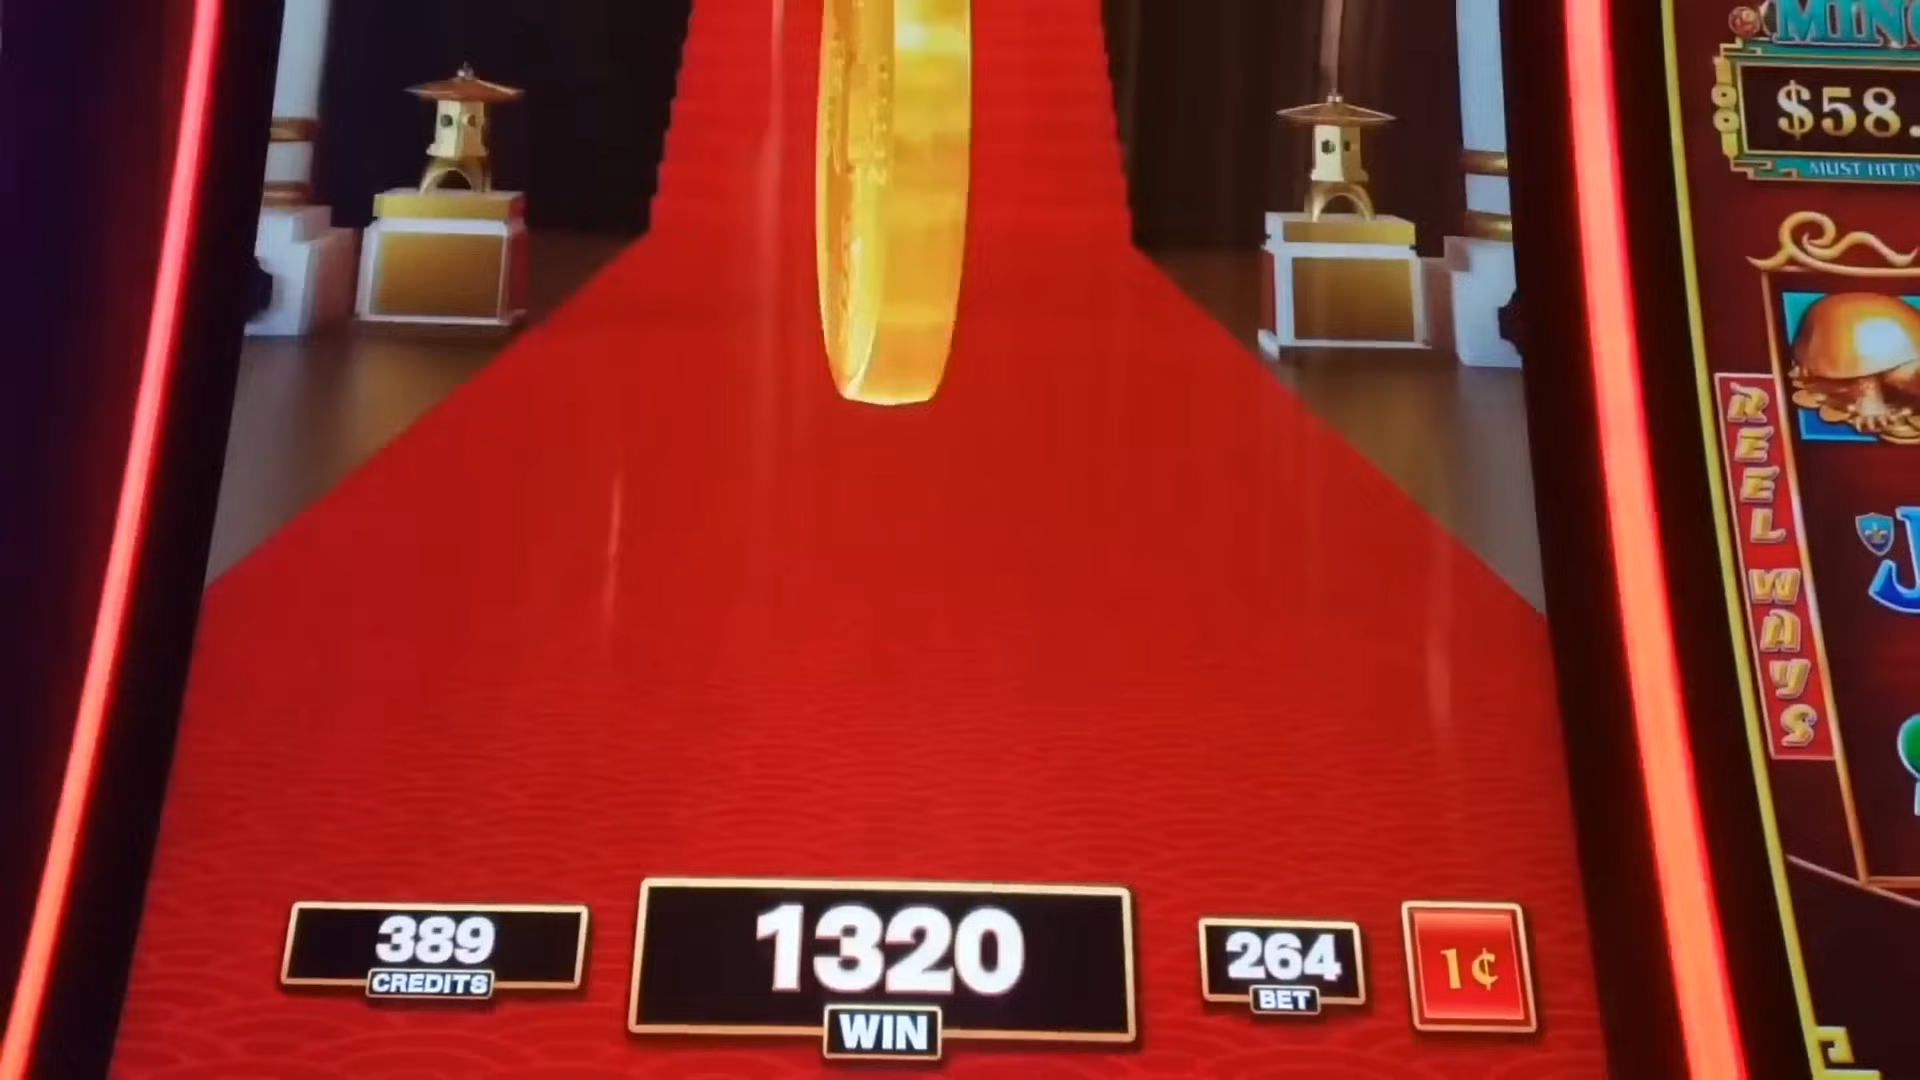 $58.
MUST HIT BY
REEL WAYS
389
CREDITS
1320
WIN
264
BET
1¢